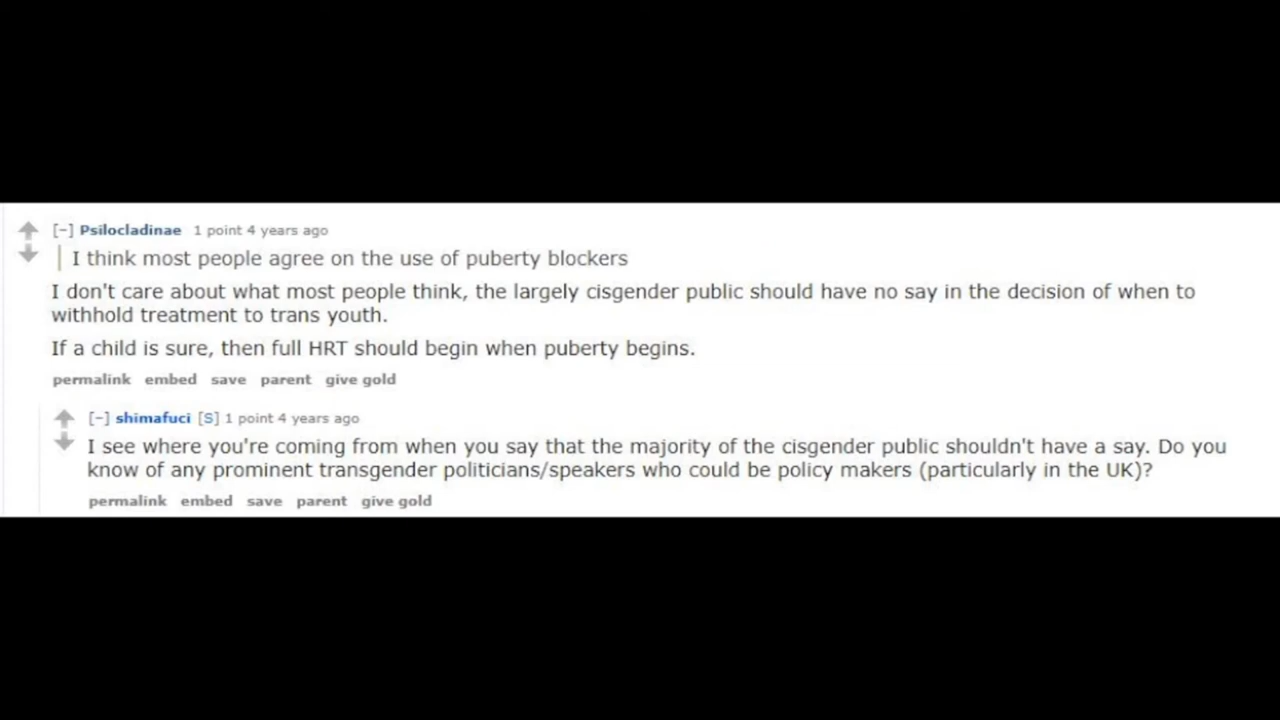 [-] Psilocladinae 1 point 4 years ago
I think most people agree on the use of puberty blockers
I don't care about what most people think, the largely cisgender public should have no say in the decision of when to
withhold treatment to trans youth.
If a child is sure, then full HRT should begin when puberty begins.
permalink embed save parent give gold
[-] shimafuci [S] 1 point 4 years ago
I see where you're coming from when you say that the majority of the cisgender public shouldn't have a say. Do you
know of any prominent transgender politicians/speakers who could be policy makers (particularly in the UK)?
permalink embed save parent give gold